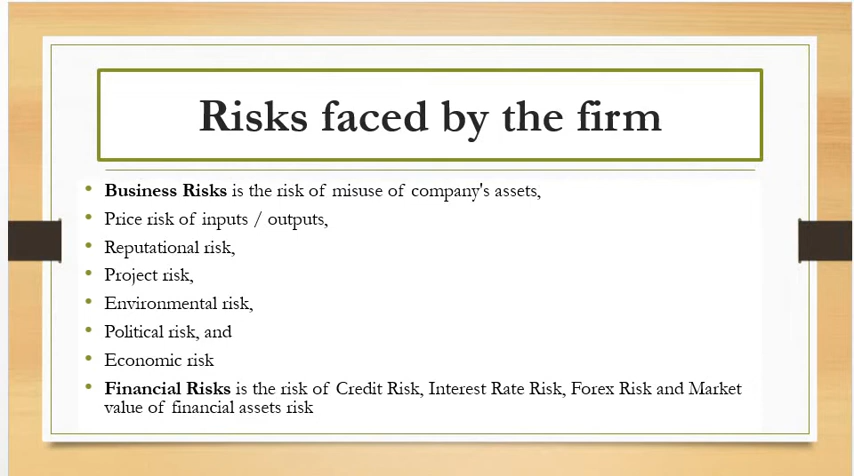 Risks faced by the firm
• Business Risks is the risk of misuse of company's assets,
• Price risk of inputs / outputs,
• Reputational risk,
• Project risk,
• Environmental risk,
• Political risk, and
• Economic risk
• Financial Risks is the risk of Credit Risk, Interest Rate Risk, Forex Risk and Market
value of financial assets risk